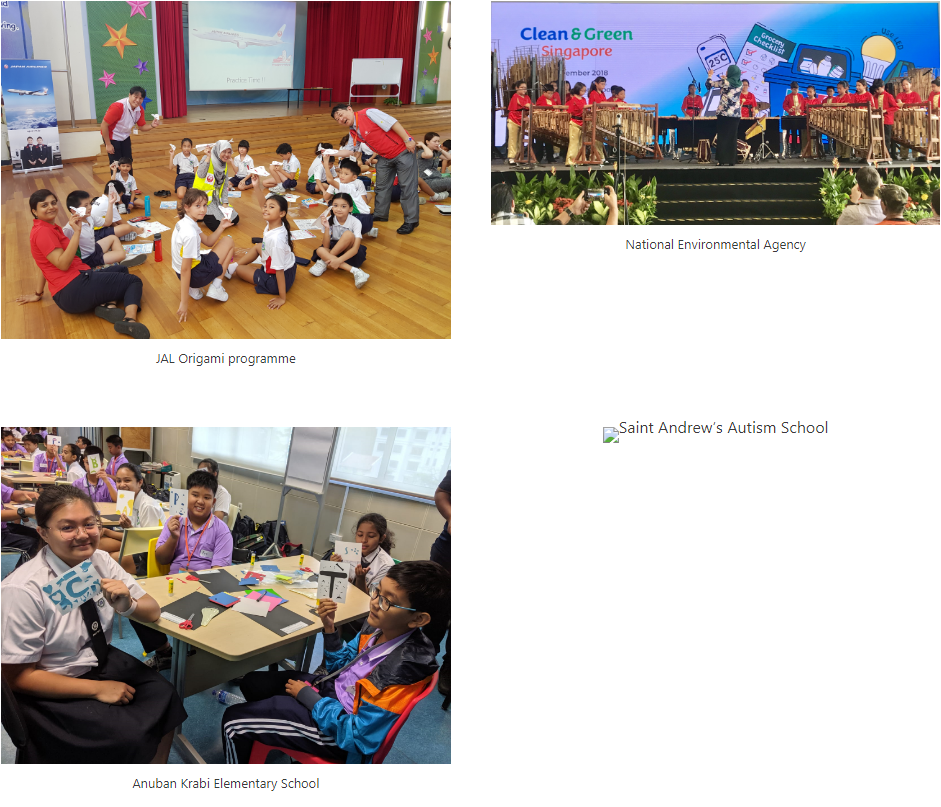 ving.
JAPAN AIRLINES
Practice Time!!
JAL Origami programme
Clean & Green
Singapore
ember 2018
25C
Grocery
Checklist
National Environmental Agency
P
B
P
C
S
T
Anuban Krabi Elementary School
Saint Andrew's Autism School